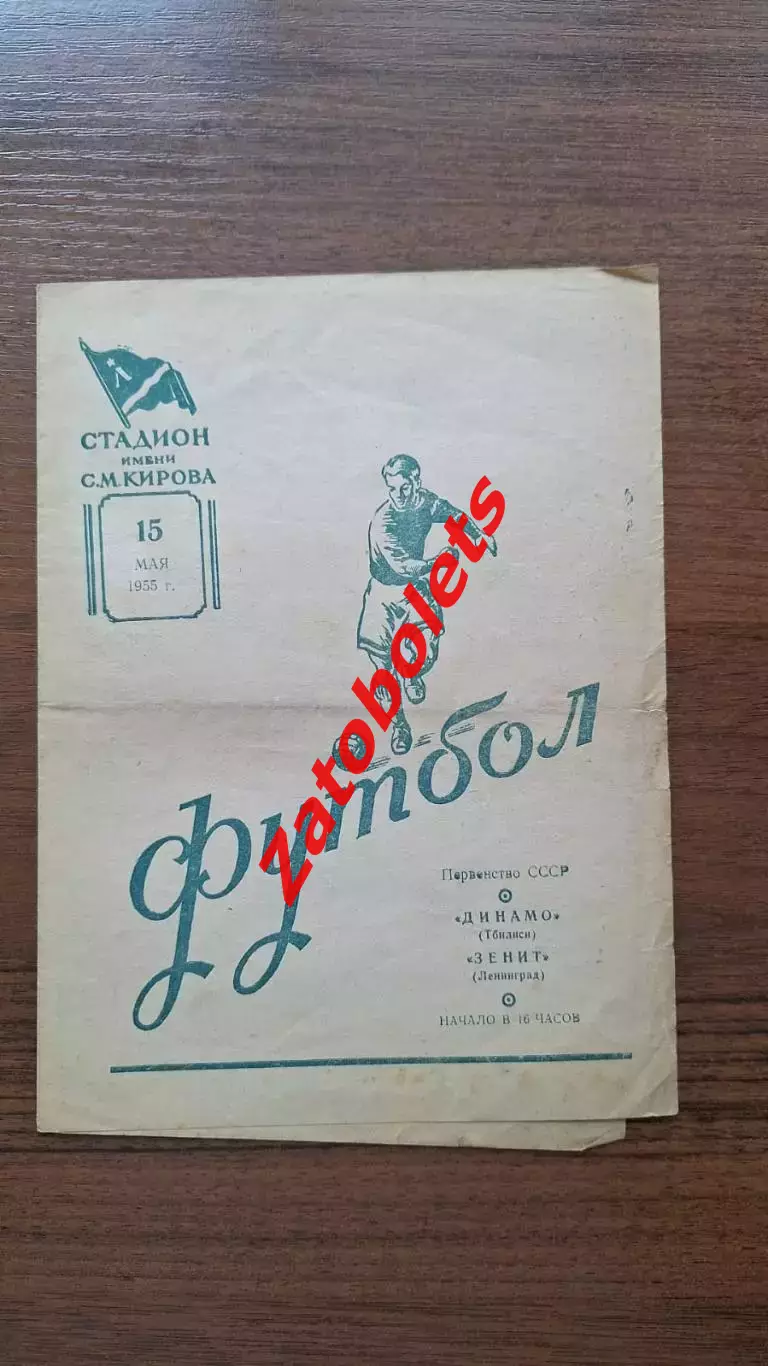 Л
СТАДИОН
ИМЕНИ
С.М.КИРОВА
15
МАЯ
1955 г.
футбол
Zatobolets
Первенство СССР
«ДИНАМО»
(Тбилиси)
«ЗЕНИТ»
(Ленинград)
НАЧАЛО В 16 ЧАСОВ